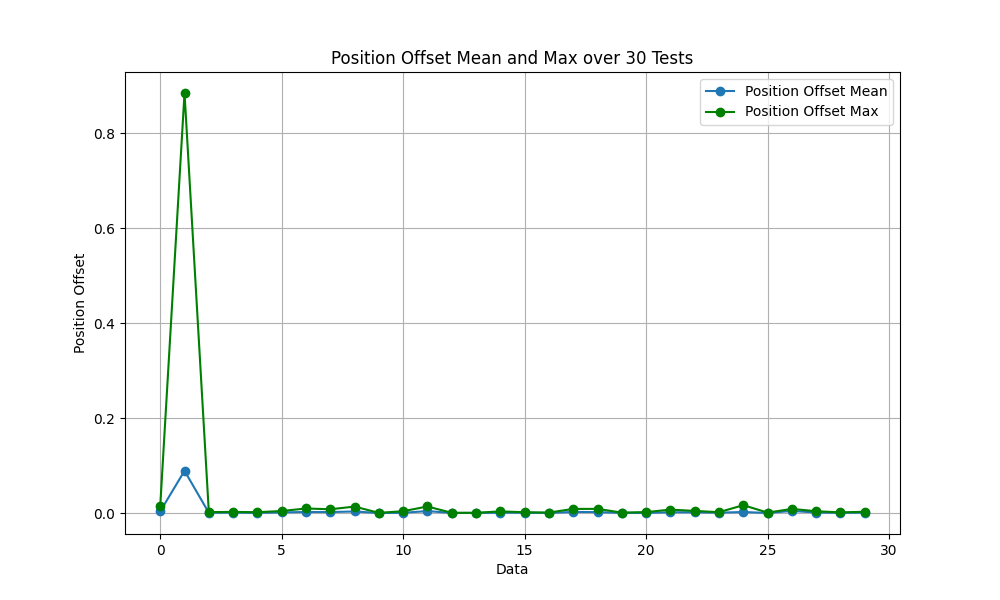 Position Offset Mean and Max over 30 Tests
Position Offset Mean
Position Offset Max
Position Offset
0.8
0.6
0.4
0.2
0.0
0 5 10 15 20 25 30
Data